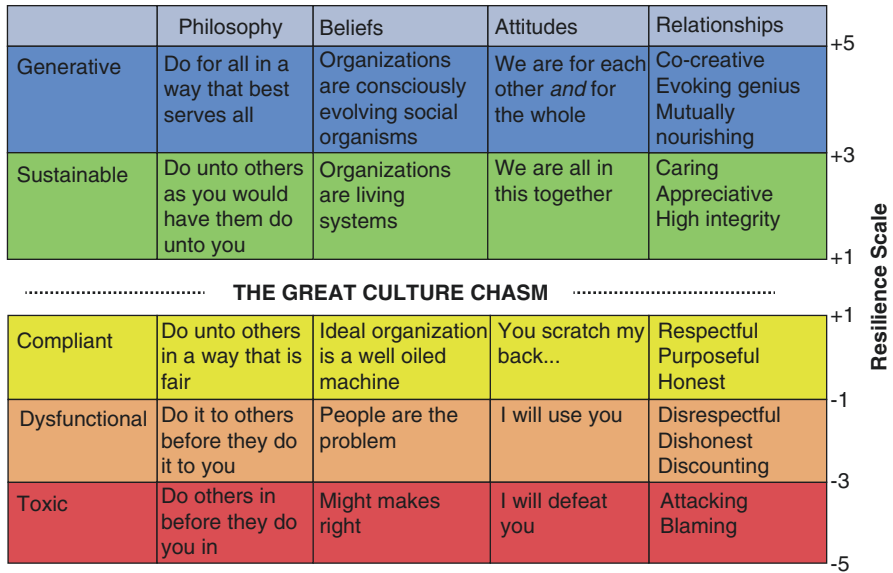 Philosophy Beliefs Attitudes Relationships
+5
Generative
Do for all in a
way that best
serves all
Organizations
are consciously
evolving social
organisms
We are for each
other and for
the whole
Co-creative
Evoking genius
Mutually
nourishing
+3
Sustainable
Do unto others
as you would
have them do
unto you
Organizations
are living
systems
We are all in
this together
Caring
Appreciative
High integrity
+1
THE GREAT CULTURE CHASM
+1
Compliant
Do unto others
in a way that is
fair
Ideal organization
is a well oiled
machine
You scratch my
back...
Respectful
Purposeful
Honest
-1
Dysfunctional
Do it to others
before they do
it to you
People are the
problem
I will use you
Disrespectful
Dishonest
Discounting
-3
Toxic
Do others in
before they do
you in
Might makes
right
I will defeat
you
Attacking
Blaming
-5
Resilience Scale